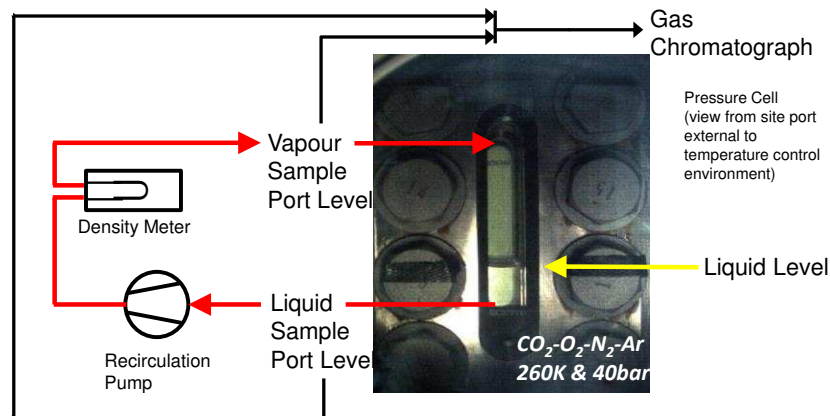 Gas
Chromatograph
Pressure Cell
(view from site port
external to
temperature control
environment)
Vapour
Sample
Port Level
Density Meter
Liquid Level
Liquid
Sample
Port Level
Recirculation
Pump
CO₂-O₂-N₂-Ar
260K & 40bar